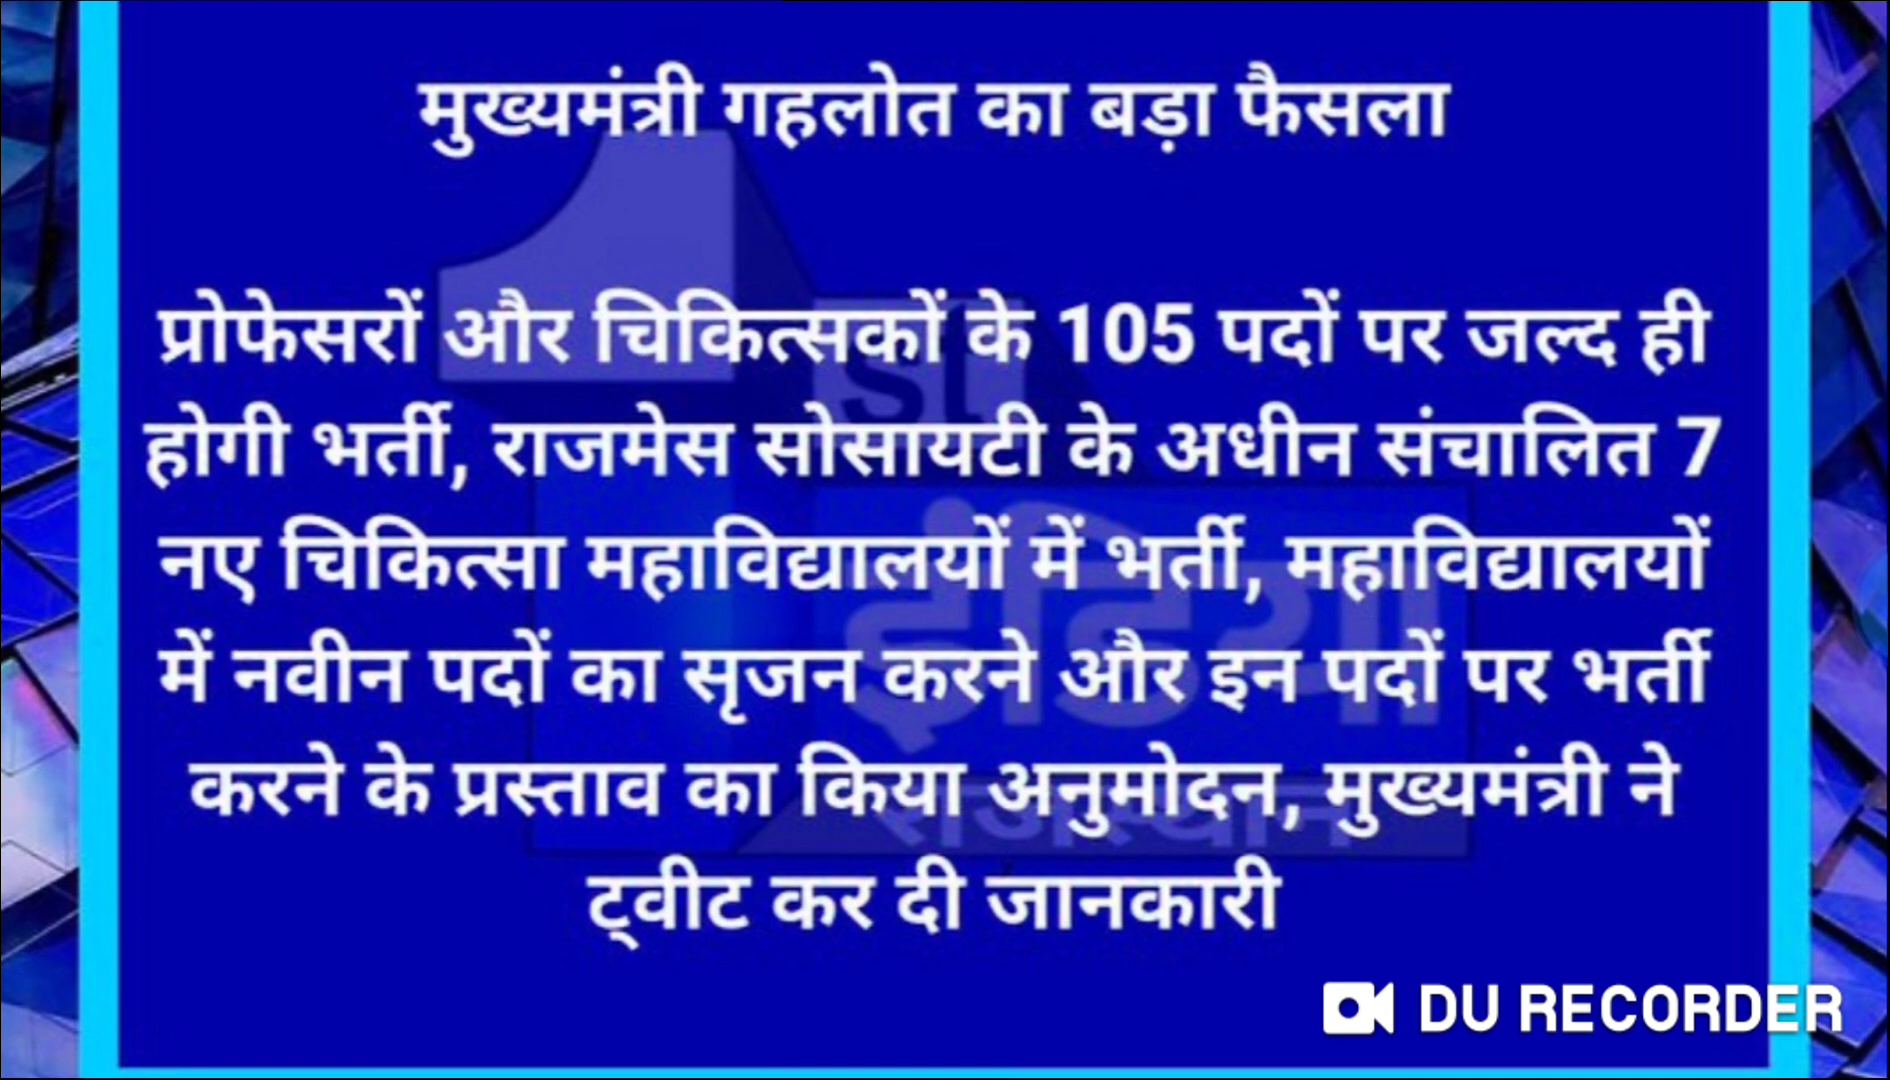 मुख्यमंत्री गहलोत का बड़ा फैसला
प्रोफेसरों और चिकित्सकों के 105 पदों पर जल्द ही
होगी भर्ती, राजमेस सोसायटी के अधीन संचालित 7
नए चिकित्सा महाविद्यालयों में भर्ती, महाविद्यालयों
में नवीन पदों का सृजन करने और इन पदों पर भर्ती
करने के प्रस्ताव का किया अनुमोदन, मुख्यमंत्री ने
ट्वीट कर दी जानकारी
1st
इंडिया
राजस्थान
DU RECORDER